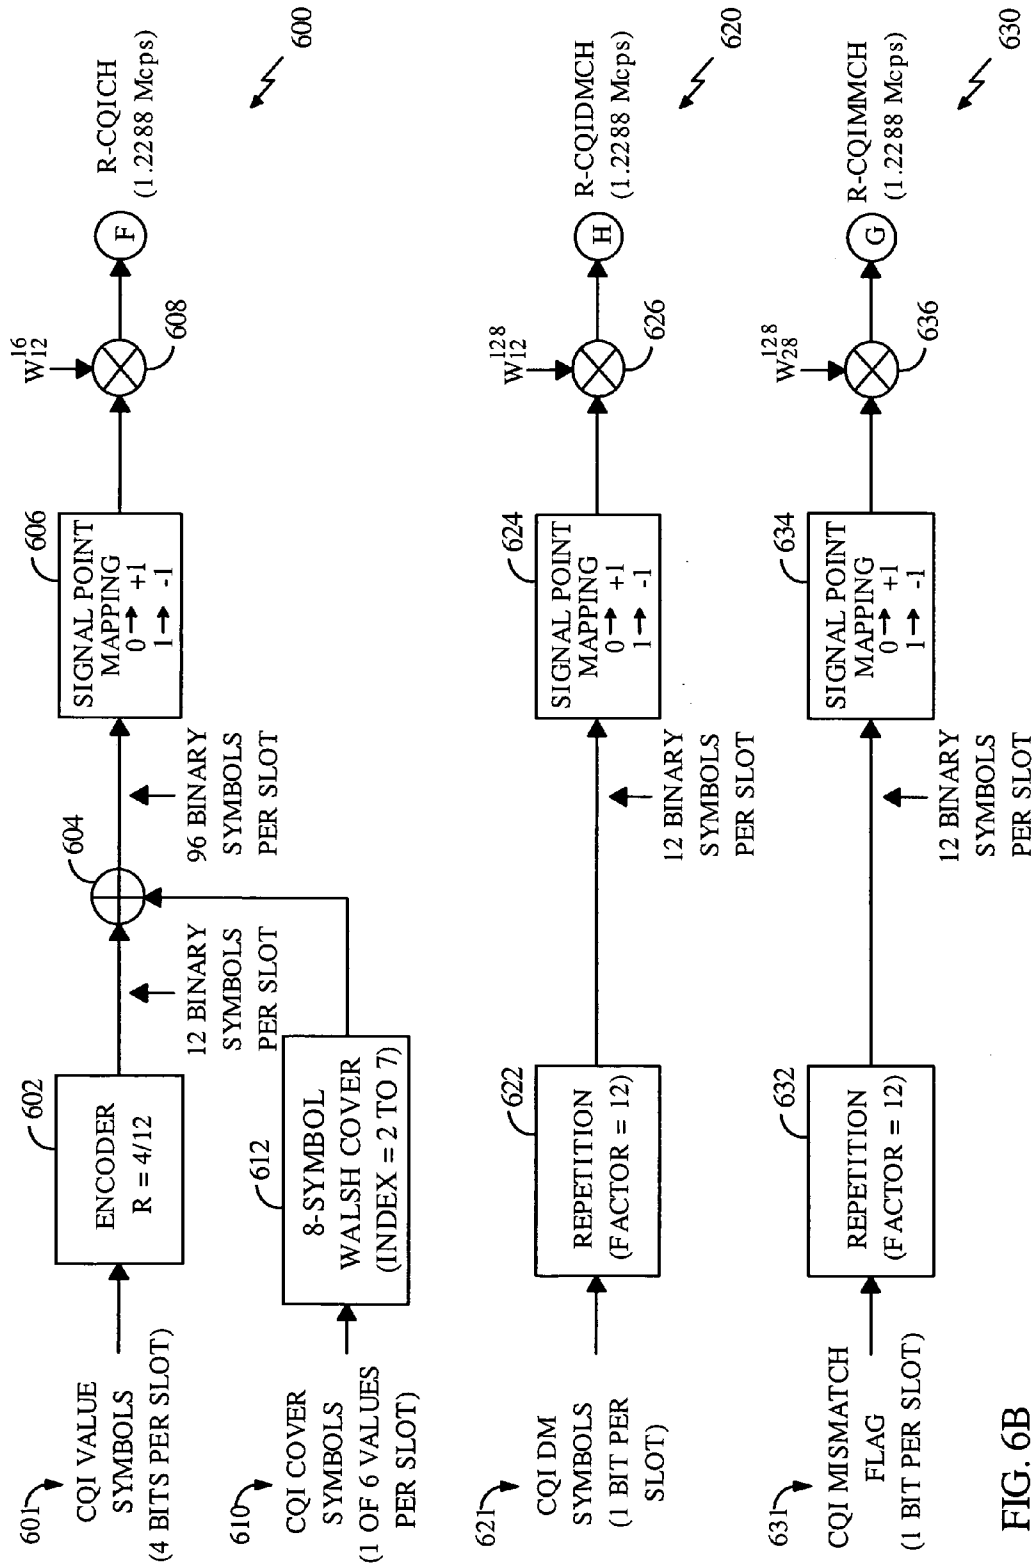 601
CQI VALUE
SYMBOLS
(4 BITS PER SLOT)
602
ENCODER
R = 4/12
12 BINARY
SYMBOLS
PER SLOT
604
96 BINARY
SYMBOLS
PER SLOT
606
SIGNAL POINT
MAPPING
0 → +1
1 → -1
W 16 12
608
F
R-CQICH
(1.2288 Mcps)
600
610
CQI COVER
SYMBOLS
(1 OF 6 VALUES
PER SLOT)
612
8-SYMBOL
WALSH COVER
(INDEX = 2 TO 7)
621
CQI DM
SYMBOLS
(1 BIT PER
SLOT)
622
REPETITION
(FACTOR = 12)
12 BINARY
SYMBOLS
PER SLOT
624
SIGNAL POINT
MAPPING
0 → +1
1 → -1
W 128 12
626
H
R-CQIDMCH
(1.2288 Mcps)
620
631
CQI MISMATCH
FLAG
(1 BIT PER SLOT)
632
REPETITION
(FACTOR = 12)
12 BINARY
SYMBOLS
PER SLOT
634
SIGNAL POINT
MAPPING
0 → +1
1 → -1
W 128 28
636
G
R-CQIMMCH
(1.2288 Mcps)
630
FIG. 6B